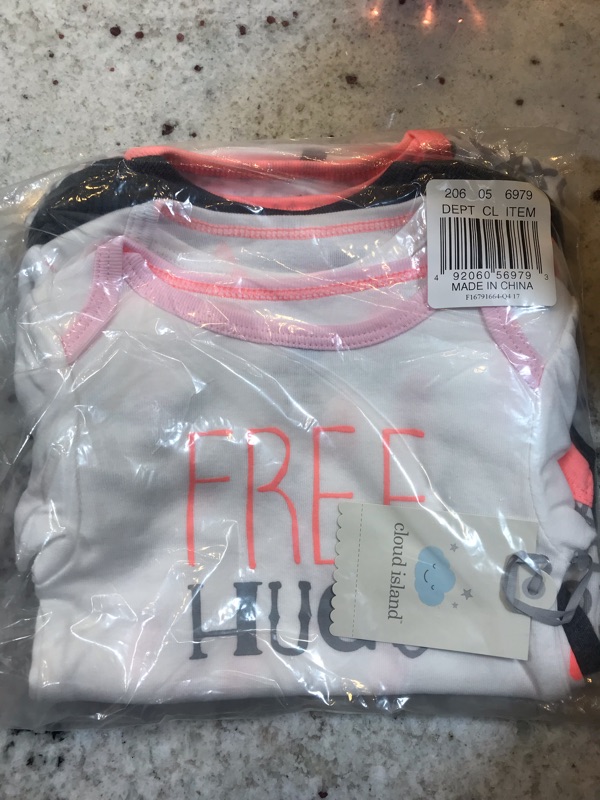 206 05 6979
DEPT CL ITEM
4 92060 56979 3
MADE IN CHINA
F16791664-Q4 17
FREE
HUGS
cloud island